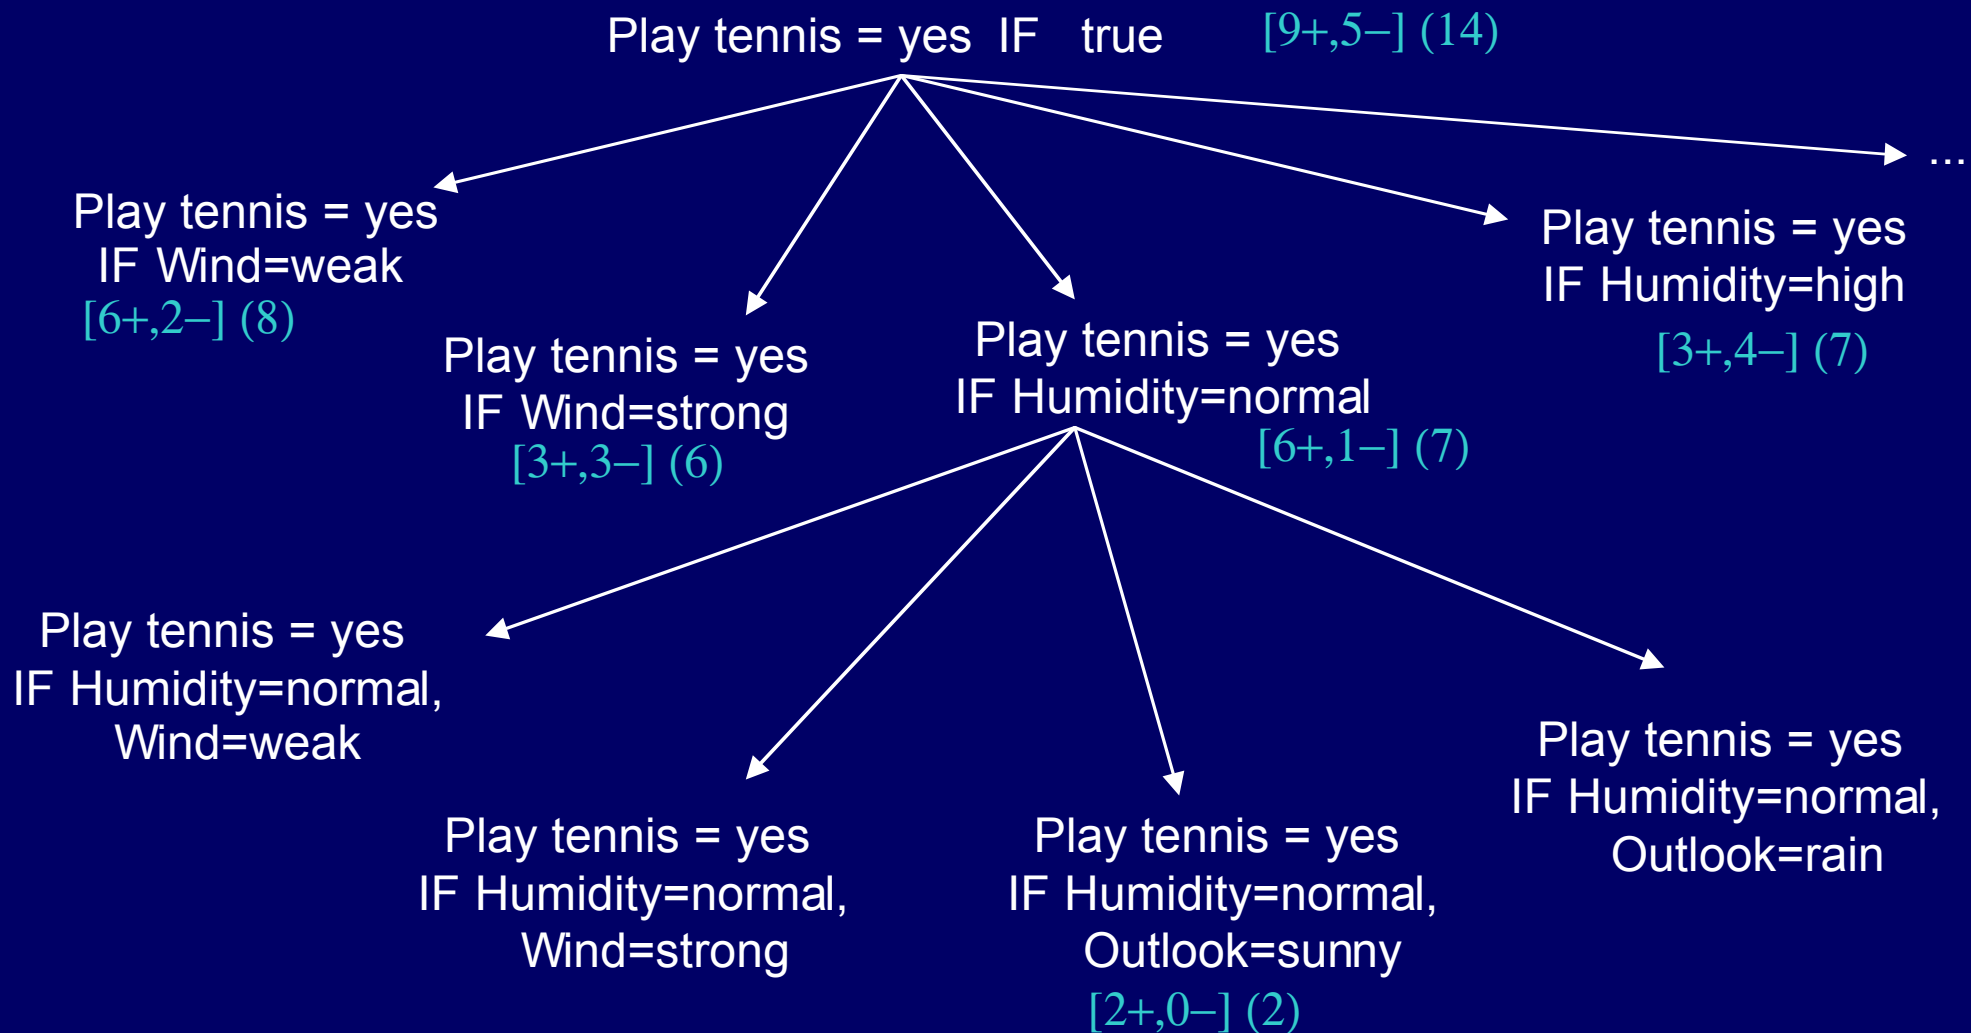 Play tennis = yes IF true [9+,5–] (14)
...
Play tennis = yes
IF Wind=weak
[6+,2–] (8)
Play tennis = yes
IF Wind=strong
[3+,3–] (6)
Play tennis = yes
IF Humidity=normal
[6+,1–] (7)
Play tennis = yes
IF Humidity=high
[3+,4–] (7)
Play tennis = yes
IF Humidity=normal,
Wind=weak
Play tennis = yes
IF Humidity=normal,
Wind=strong
Play tennis = yes
IF Humidity=normal,
Outlook=sunny
[2+,0–] (2)
Play tennis = yes
IF Humidity=normal,
Outlook=rain